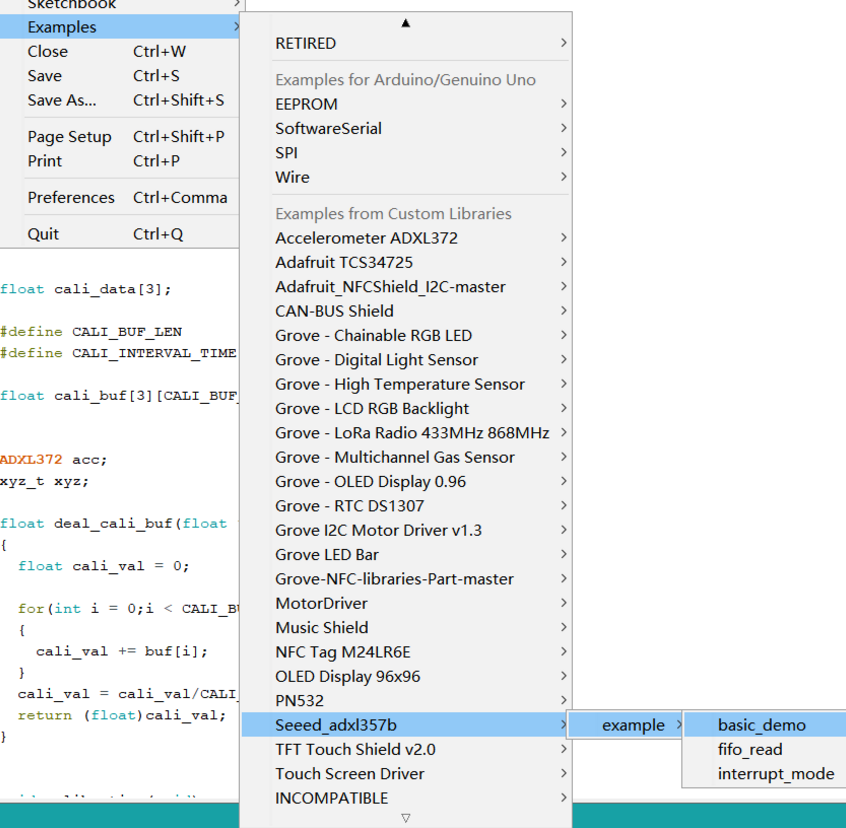 Sketchbook
Examples
Close Ctrl+W
Save Ctrl+S
Save As... Ctrl+Shift+S
Page Setup Ctrl+Shift+P
Print Ctrl+P
Preferences Ctrl+Comma
Quit Ctrl+Q
float cali_data[3];
#define CALI_BUF_LEN
#define CALI_INTERVAL_TIME
float cali_buf[3][CALI_BUF_
ADXL372 acc;
xyz_t xyz;
float deal_cali_buf(float
{
float cali_val = 0;
for(int i = 0;i < CALI_BU
{
cali_val += buf[i];
}
cali_val = cali_val/CALI_
return (float)cali_val;
}
RETIRED
Examples for Arduino/Genuino Uno
EEPROM
SoftwareSerial
SPI
Wire
Examples from Custom Libraries
Accelerometer ADXL372
Adafruit TCS34725
Adafruit_NFCShield_I2C-master
CAN-BUS Shield
Grove - Chainable RGB LED
Grove - Digital Light Sensor
Grove - High Temperature Sensor
Grove - LCD RGB Backlight
Grove - LoRa Radio 433MHz 868MHz
Grove - Multichannel Gas Sensor
Grove - OLED Display 0.96
Grove - RTC DS1307
Grove I2C Motor Driver v1.3
Grove LED Bar
Grove-NFC-libraries-Part-master
MotorDriver
Music Shield
NFC Tag M24LR6E
OLED Display 96x96
PN532
Seeed_adxl357b
TFT Touch Shield v2.0
Touch Screen Driver
INCOMPATIBLE
example
basic_demo
fifo_read
interrupt_mode